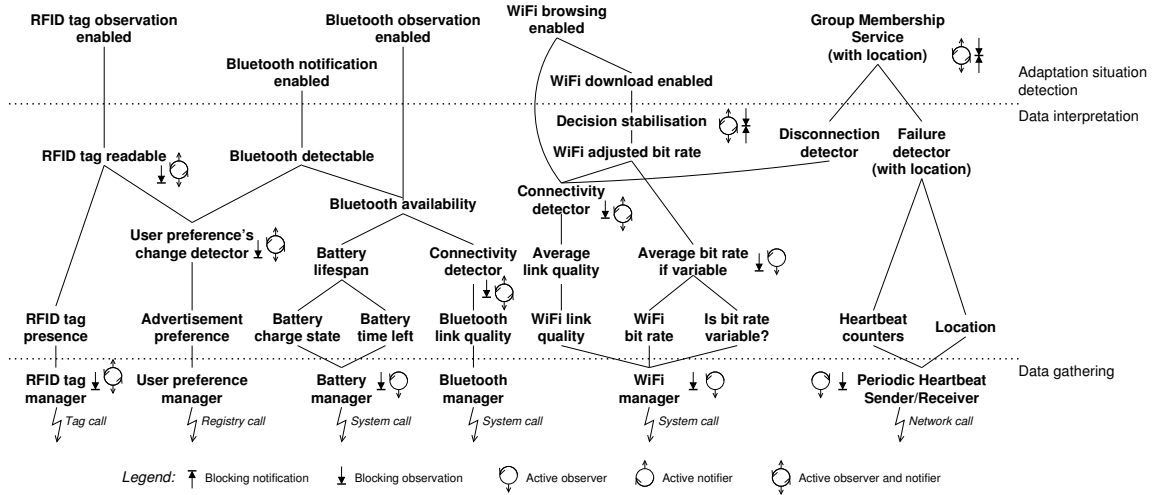 RFID tag observation
enabled
Bluetooth observation
enabled
WiFi browsing
enabled
Group Membership
Service
(with location)
Bluetooth notification
enabled
WiFi download enabled
Adaptation situation
detection
Data interpretation
Decision stabilisation
Disconnection
detector
Failure
detector
(with location)
RFID tag readable
Bluetooth detectable
WiFi adjusted bit rate
Bluetooth availability
Connectivity
detector
User preference's
change detector
Battery
lifespan
Connectivity
detector
Average
link quality
Average bit rate
if variable
RFID tag
presence
Advertisement
preference
Battery
charge state
Battery
time left
Bluetooth
link quality
WiFi link
quality
WiFi
bit rate
Is bit rate
variable?
Heartbeat
counters
Location
Data gathering
RFID tag
manager
User preference
manager
Battery
manager
Bluetooth
manager
WiFi
manager
Periodic Heartbeat
Sender/Receiver
Tag call
Registry call
System call
System call
System call
Network call
Legend:
Blocking notification
Blocking observation
Active observer
Active notifier
Active observer and notifier